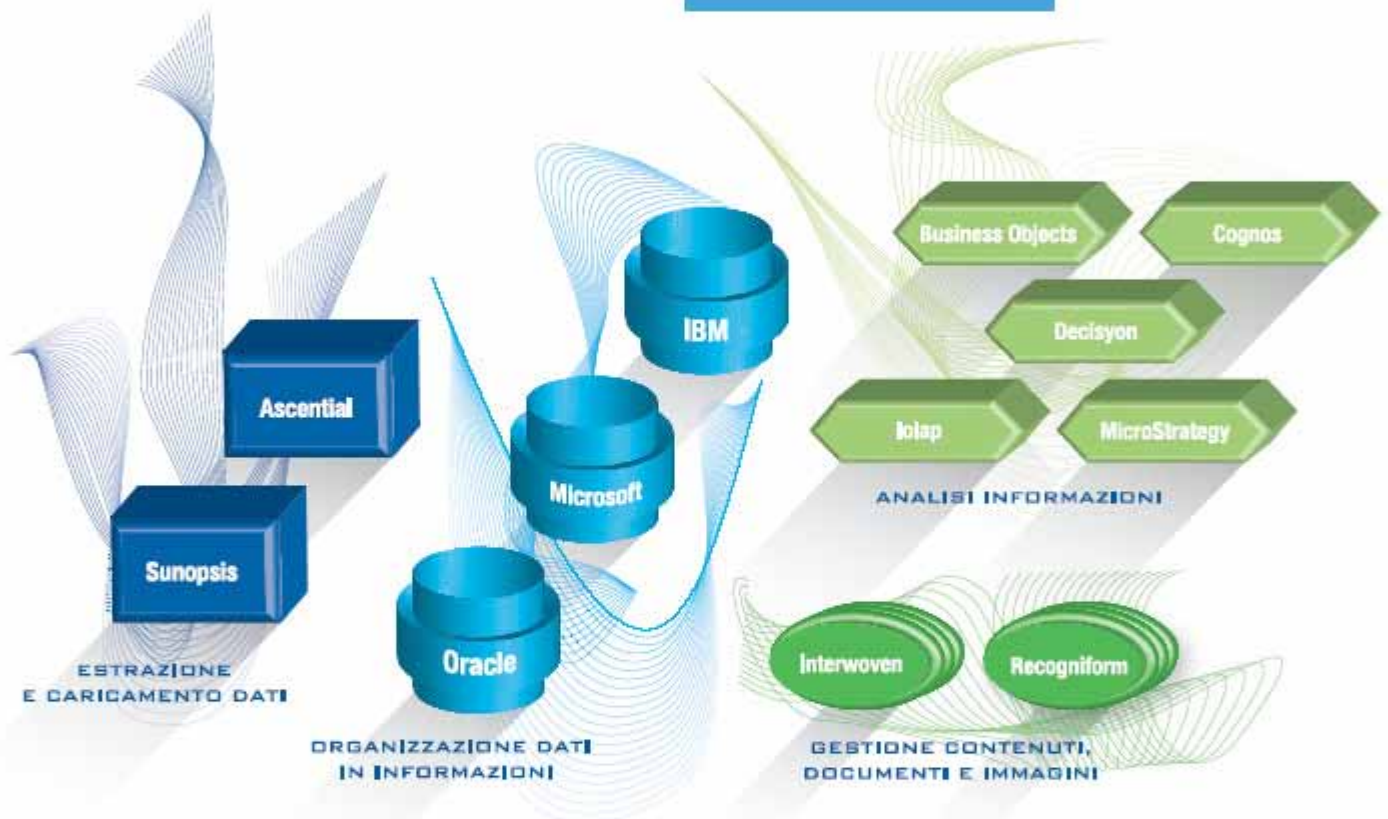 Ascential
Sunopsis
ESTRAZIONE
E CARICAMENTO DATI
IBM
Microsoft
Oracle
ORGANIZZAZIONE DATI
IN INFORMAZIONI
Business Objects
Cognos
Decisyon
Iolap
MicroStrategy
ANALISI INFORMAZIONI
Interwoven
Recogniform
GESTIONE CONTENUTI,
DOCUMENTI E IMMAGINI